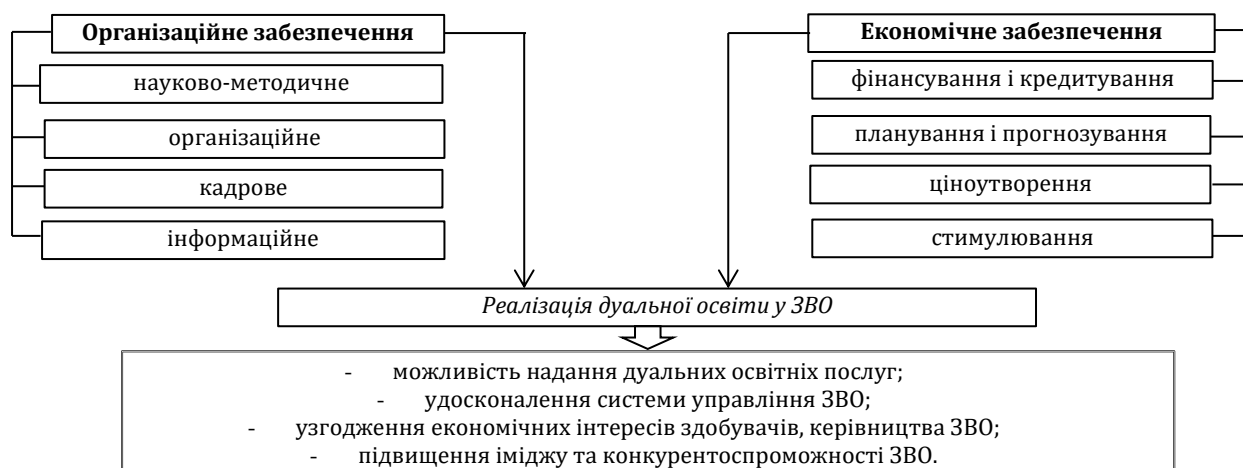 Організаційне забезпечення
науково-методичне
організаційне
кадрове
інформаційне
Економічне забезпечення
фінансування і кредитування
планування і прогнозування
ціноутворення
стимулювання
Реалізація дуальної освіти у ЗВО
- можливість надання дуальних освітніх послуг;
- удосконалення системи управління ЗВО;
- узгодження економічних інтересів здобувачів, керівництва ЗВО;
- підвищення іміджу та конкурентоспроможності ЗВО.